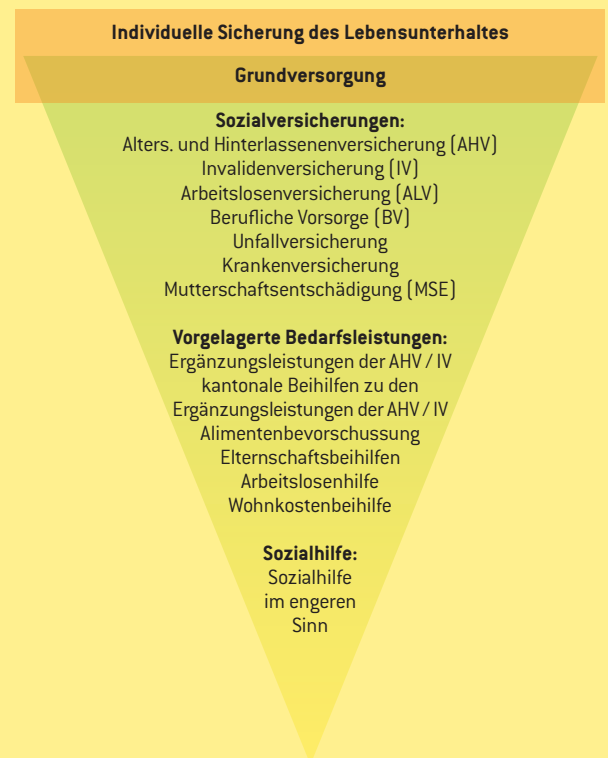 Individuelle Sicherung des Lebensunterhaltes
Grundversorgung
Sozialversicherungen:
Alters. und Hinterlassenenversicherung (AHV)
Invalidenversicherung (IV)
Arbeitslosenversicherung (ALV)
Berufliche Vorsorge (BV)
Unfallversicherung
Krankenversicherung
Mutterschaftsentschädigung (MSE)
Vorgelagerte Bedarfsleistungen:
Ergänzungsleistungen der AHV / IV
kantonale Beihilfen zu den
Ergänzungsleistungen der AHV / IV
Alimentenbevorschussung
Elternschaftsbeihilfen
Arbeitslosenhilfe
Wohnkostenbeihilfe
Sozialhilfe:
Sozialhilfe
im engeren
Sinn